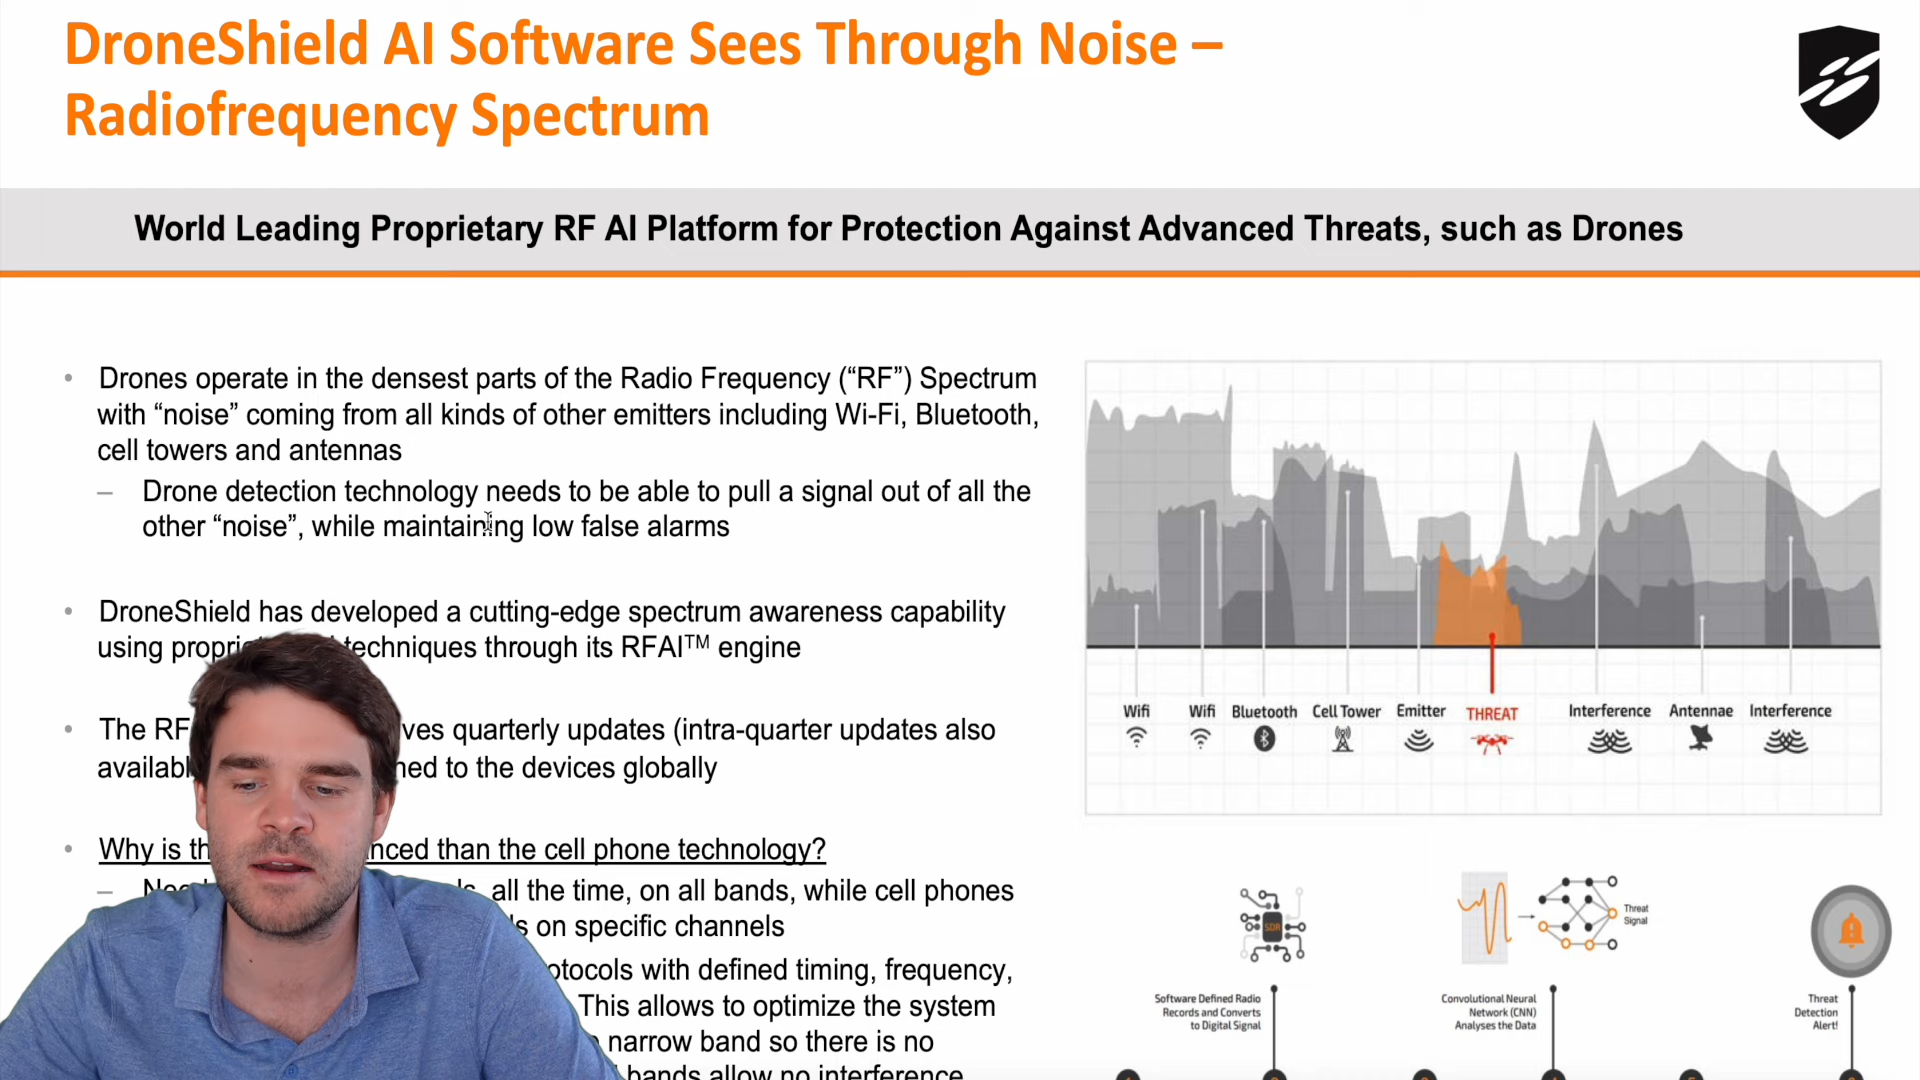 DroneShield AI Software Sees Through Noise –
Radiofrequency Spectrum
World Leading Proprietary RF AI Platform for Protection Against Advanced Threats, such as Drones
• Drones operate in the densest parts of the Radio Frequency (“RF”) Spectrum
with “noise” coming from all kinds of other emitters including Wi-Fi, Bluetooth,
cell towers and antennas
– Drone detection technology needs to be able to pull a signal out of all the
other “noise”, while maintaining low false alarms
• DroneShield has developed a cutting-edge spectrum awareness capability
using techniques through its RFAI™ engine
• The quarterly updates (intra-quarter updates also
to the devices globally
• Why is than the cell phone technology?
– all the time, on all bands, while cell phones
on specific channels
with defined timing, frequency,
This allows to optimize the system
narrow band so there is no
bands allow no interference
Wifi
Wifi
Bluetooth
Cell Tower
Emitter
THREAT
Interference
Antennae
Interference
SDR
Threat
Signal
Software Defined Radio
Records and Converts
to Digital Signal
Convolutional Neural
Network (CNN)
Analyses the Data
Threat
Detection
Alert!